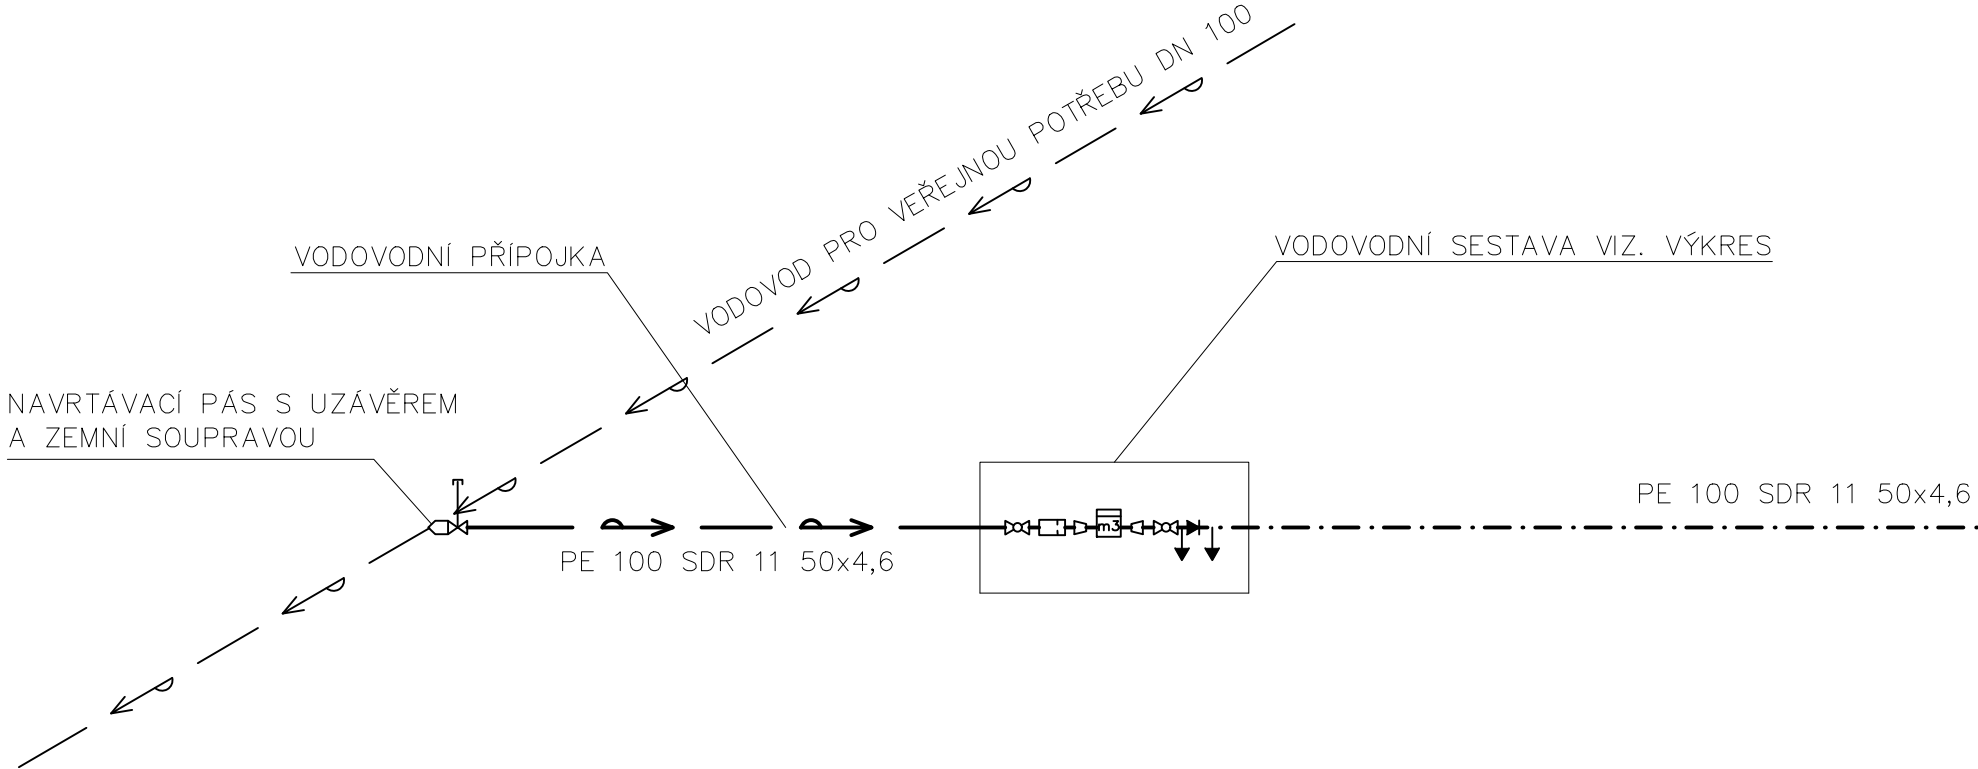 VODOVOD PRO VEŘEJNOU POTŘEBU DN 100
VODOVODNÍ PŘÍPOJKA
VODOVODNÍ SESTAVA VIZ. VÝKRES
NAVRTÁVACÍ PÁS S UZÁVĚREM
A ZEMNÍ SOUPRAVOU
PE 100 SDR 11 50x4,6
m3
PE 100 SDR 11 50x4,6